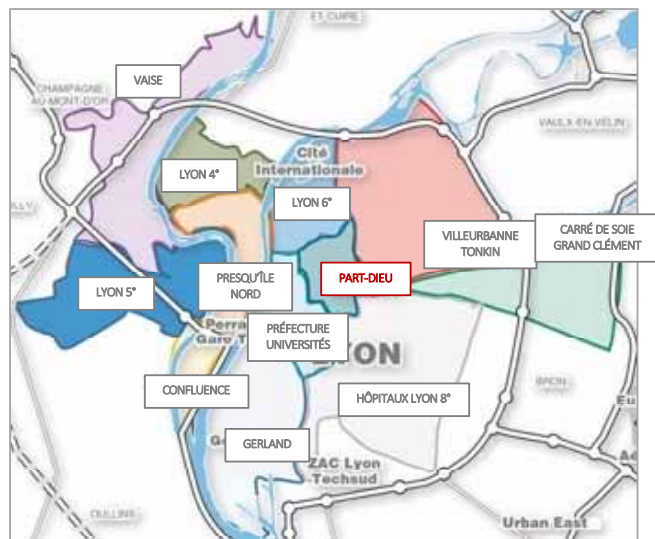 ET CUIRE
VAISE
CHAMPAGNE
AU-MONT-D'OR
VAULX-EN-VELIN
Cité
Internationale
LYON 4°
LYON 6°
VILLEURBANNE
TONKIN
CARRÉ DE SOIE
GRAND CLÉMENT
PRESQU'ÎLE
NORD
PART-DIEU
LYON 5°
PRÉFECTURE
UNIVERSITÉS
LYON
CONFLUENCE
HÔPITAUX LYON 8°
BRON
GERLAND
ZAC Lyon
Techsud
OULLINS
Urban East